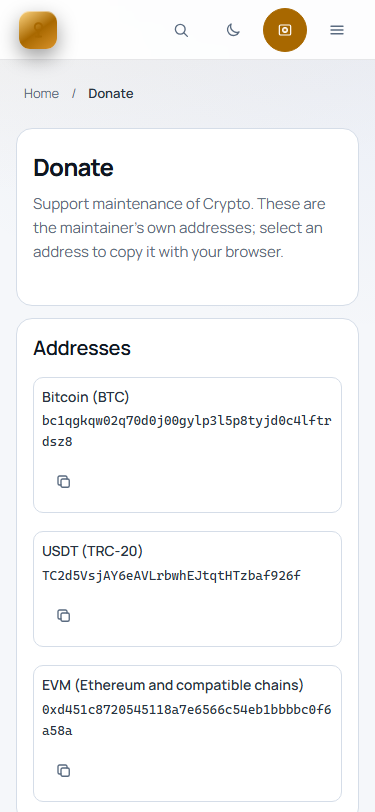 Home / Donate
Donate
Support maintenance of Crypto. These are
the maintainer's own addresses; select an
address to copy it with your browser.
Addresses
Bitcoin (BTC)
bc1qgkqw02q70d0j00gylp3l5p8tyjd0c4lftr
dsz8
USDT (TRC-20)
TC2d5VsjAY6eAVLrbwhEJtqtHTzbaf926f
EVM (Ethereum and compatible chains)
0xd451c8720545118a7e6566c54eb1bbbbc0f6
a58a